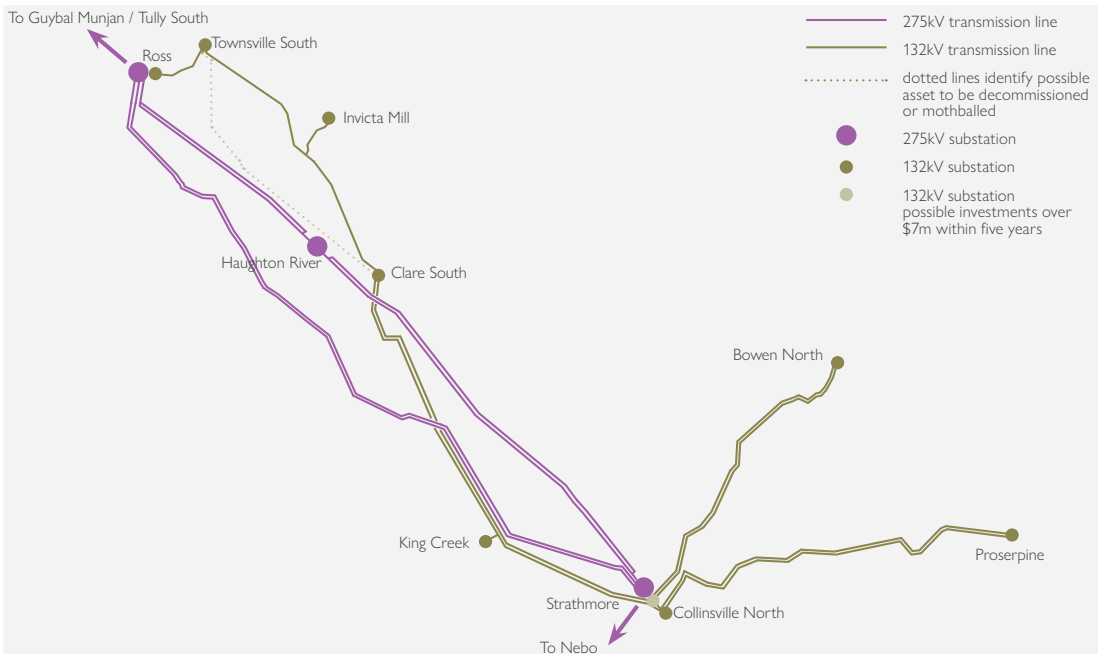 To Guybal Munjan / Tully South
Ross
Townsville South
Invicta Mill
Haughton River
Clare South
Bowen North
King Creek
Proserpine
Strathmore
Collinsville North
To Nebo
275kV transmission line
132kV transmission line
dotted lines identify possible
asset to be decommissioned
or mothballed
275kV substation
132kV substation
132kV substation
possible investments over
$7m within five years